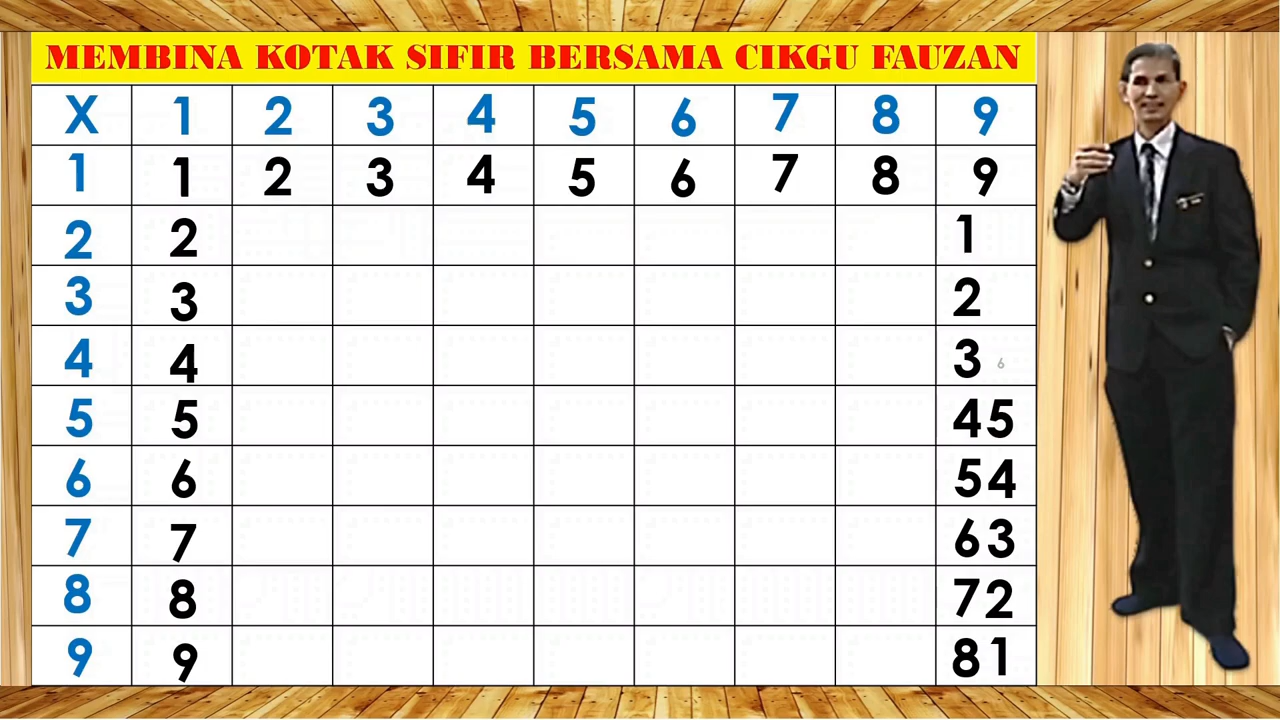 MEMBINA KOTAK SIFIR BERSAMA CIKGU FAUZAN
X 1 2 3 4 5 6 7 8 9
1 1 2 3 4 5 6 7 8 9
2 2 1
3 3 2
4 4 3 6
5 5 45
6 6 54
7 7 63
8 8 72
9 9 81